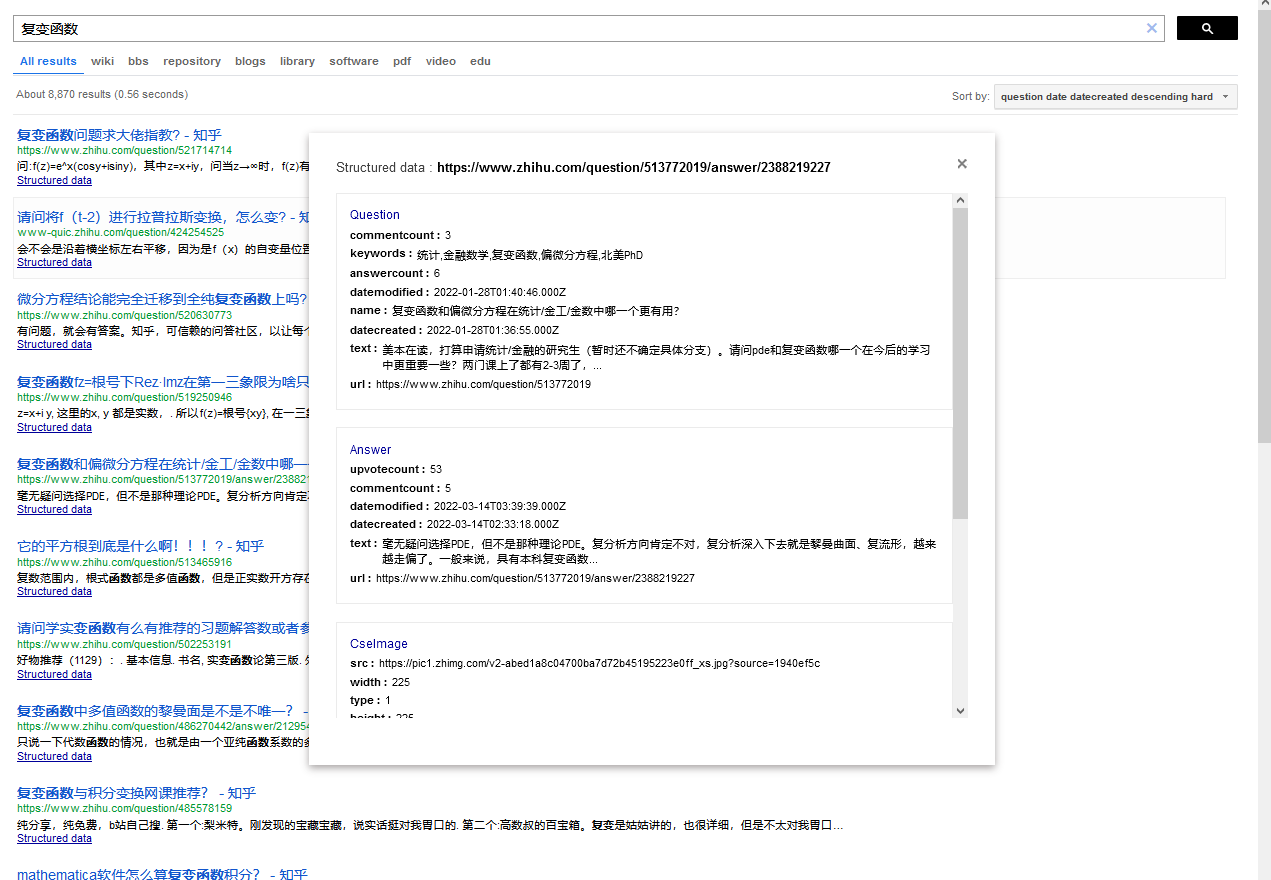 复变函数
All results wiki bbs repository blogs library software pdf video edu
About 8,870 results (0.56 seconds)
Sort by: question date datecreated descending hard
复变函数问题求大佬指教? - 知乎
https://www.zhihu.com/question/521714714
问:f(z)=e^x(cosy+isiny)，其中z=x+iy，问当z→∞时，f(z)有
Structured data
请问将f（t-2）进行拉普拉斯变换，怎么变? - 知
www-quic.zhihu.com/question/424254525
会不会是沿着横坐标左右平移，因为是f（x）的自变量位置
Structured data
微分方程结论能完全迁移到全纯复变函数上吗?
https://www.zhihu.com/question/520630773
有问题，就会有答案。知乎，可信赖的问答社区，以让每个
Structured data
复变函数fz=根号下Rez·Imz在第一三象限为啥只
https://www.zhihu.com/question/519250946
z=x+i y, 这里的x, y 都是实数，. 所以f(z)=根号{xy}, 在一三象
Structured data
复变函数和偏微分方程在统计/金工/金数中哪一
https://www.zhihu.com/question/513772019/answer/23882
毫无疑问选择PDE，但不是那种理论PDE。复分析方向肯定不
Structured data
它的平方根到底是什么啊！！！? - 知乎
https://www.zhihu.com/question/513465916
复数范围内，根式函数都是多值函数，但是正实数开方存在
Structured data
请问学实变函数有么有推荐的习题解答数或者参
https://www.zhihu.com/question/502253191
好物推荐（1129）：. 基本信息. 书名, 实变函数论第三版.
Structured data
复变函数中多值函数的黎曼面是不是不唯一？ -
https://www.zhihu.com/question/486270442/answer/21295
只说一下代数函数的情况，也就是由一个亚纯函数系数的多
Structured data
复变函数与积分变换网课推荐？ - 知乎
https://www.zhihu.com/question/485578159
纯分享，纯免费，b站自己搜. 第一个:梨米特。刚发现的宝藏宝藏，说实话挺对我胃口的. 第二个:高数叔的百宝箱。复变是姑姑讲的，也很详细，但是不太对我胃口…
Structured data
mathematica软件怎么算复变函数积分？ - 知乎
Structured data : https://www.zhihu.com/question/513772019/answer/2388219227
Question
commentcount : 3
keywords : 统计,金融数学,复变函数,偏微分方程,北美PhD
answercount : 6
datemodified : 2022-01-28T01:40:46.000Z
name : 复变函数和偏微分方程在统计/金工/金数中哪一个更有用?
datecreated : 2022-01-28T01:36:55.000Z
text : 美本在读，打算申请统计/金融的研究生（暂时还不确定具体分支）。请问pde和复变函数哪一个在今后的学习
中更重要一些？两门课上了都有2-3周了，...
url : https://www.zhihu.com/question/513772019
Answer
upvotecount : 53
commentcount : 5
datemodified : 2022-03-14T03:39:39.000Z
datecreated : 2022-03-14T02:33:18.000Z
text : 毫无疑问选择PDE，但不是那种理论PDE。复分析方向肯定不对，复分析深入下去就是黎曼曲面、复流形，越来
越走偏了。一般来说，具有本科复变函数...
url : https://www.zhihu.com/question/513772019/answer/2388219227
CseImage
src : https://pic1.zhimg.com/v2-abed1a8c04700ba7d72b45195223e0ff_xs.jpg?source=1940ef5c
width : 225
type : 1
height : 225